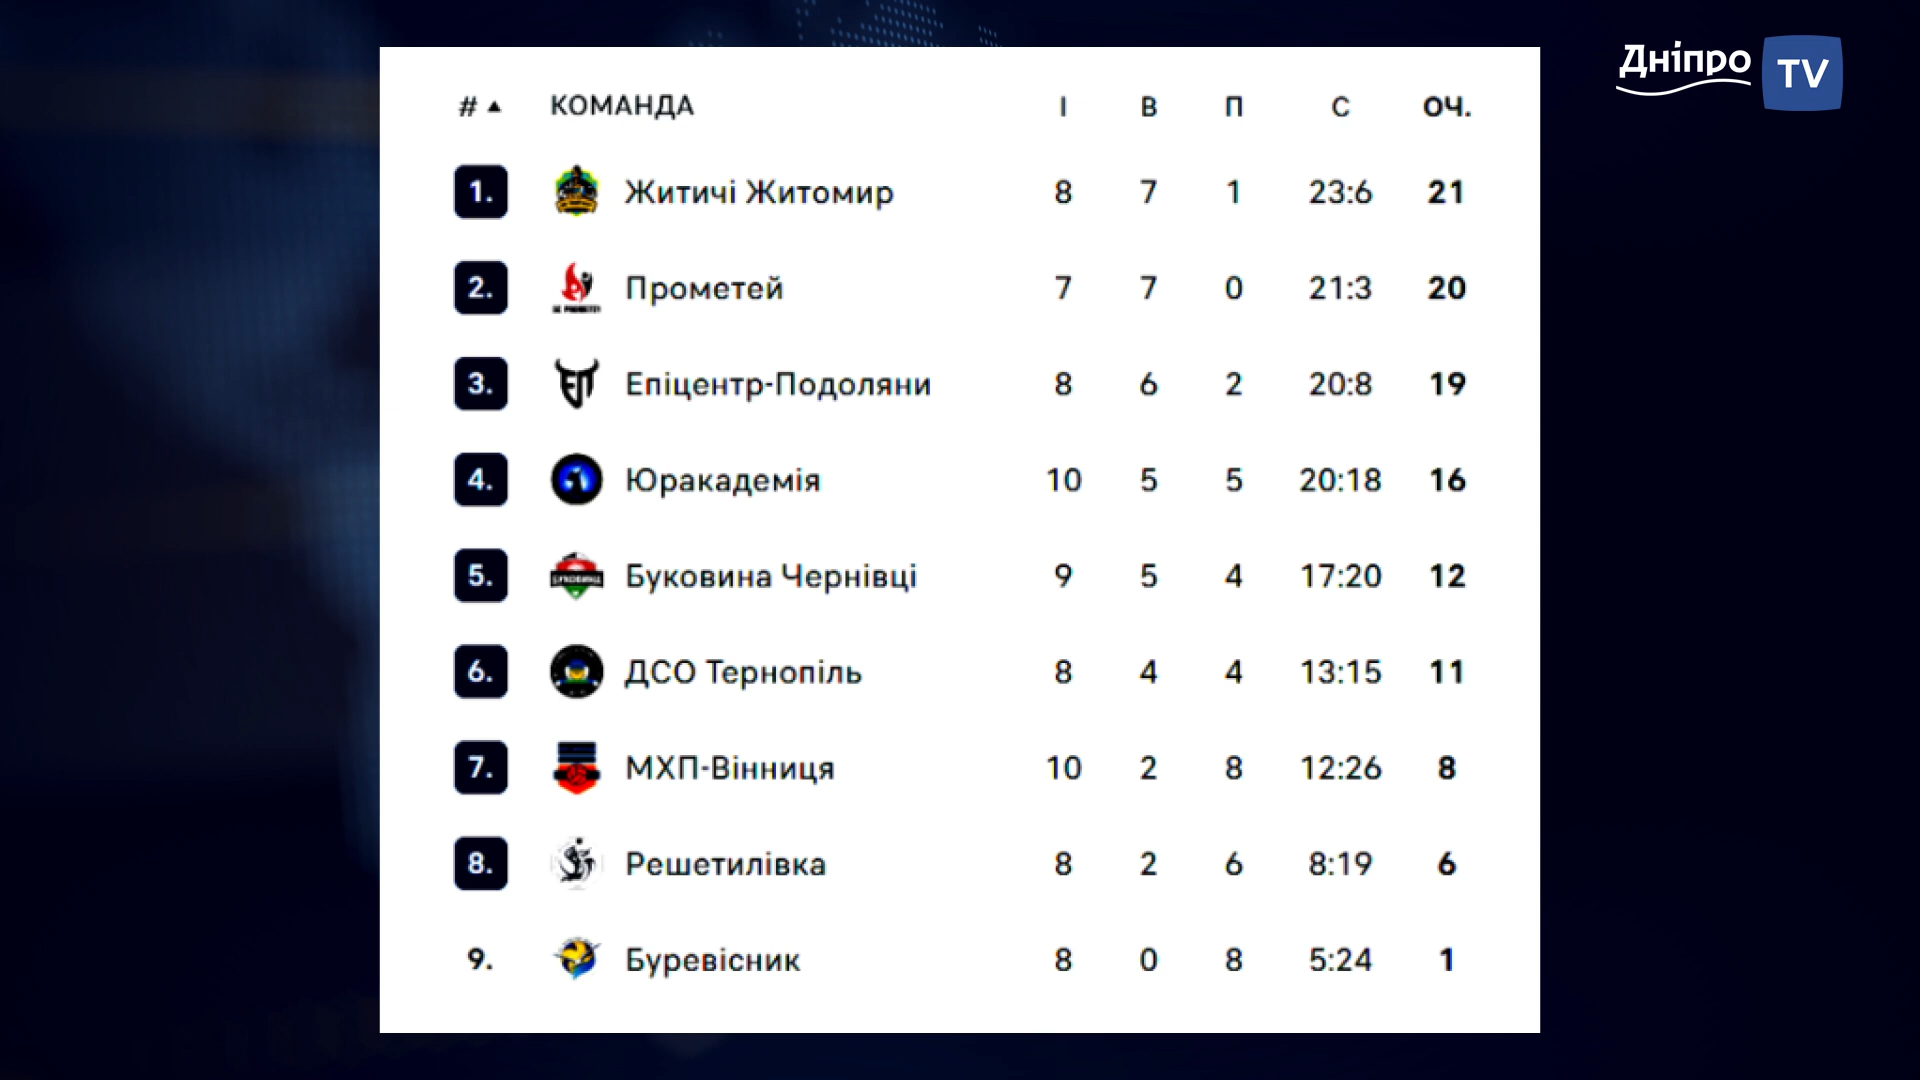 Дніпро TV
# ▲ КОМАНДА І В П С ОЧ.
1. Житичі Житомир 8 7 1 23:6 21
2. Прометей 7 7 0 21:3 20
3. ЕП Епіцентр-Подоляни 8 6 2 20:8 19
4. Юракадемія 10 5 5 20:18 16
5. БУКОВИНА Буковина Чернівці 9 5 4 17:20 12
6. ДСО Тернопіль 8 4 4 13:15 11
7. МХП-Вінниця 10 2 8 12:26 8
8. Решетилівка 8 2 6 8:19 6
9. Буревісник 8 0 8 5:24 1